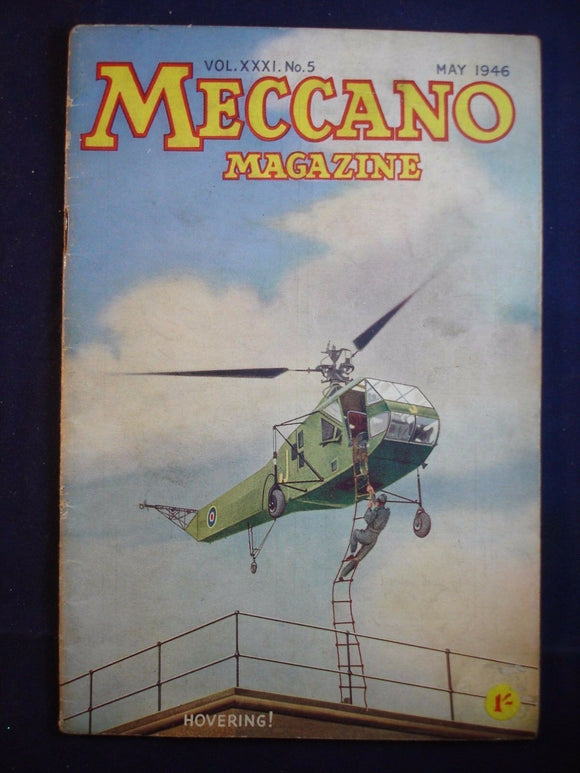 VOL. XXXI. No. 5
MAY 1946
MECCANO
MAGAZINE
HOVERING!
1/-